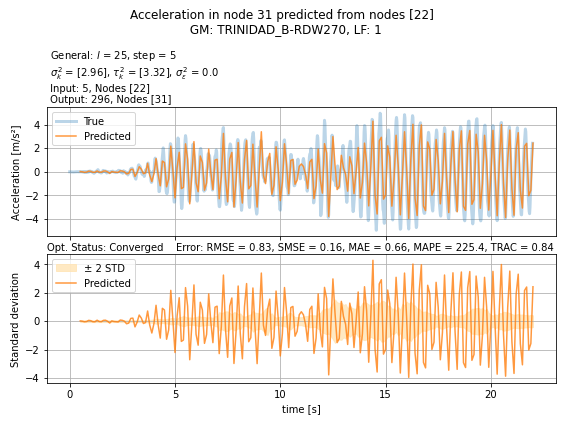 Acceleration in node 31 predicted from nodes [22]
GM: TRINIDAD_B-RDW270, LF: 1
General: l = 25, step = 5
σ²ₖ = [2.96], τ²ₖ = [3.32], σ²ε = 0.0
Input: 5, Nodes [22]
Output: 296, Nodes [31]
True
Predicted
Acceleration [m/s²]
4
2
0
−2
−4
Opt. Status: Converged Error: RMSE = 0.83, SMSE = 0.16, MAE = 0.66, MAPE = 225.4, TRAC = 0.84
± 2 STD
Predicted
Standard deviation
4
2
0
−2
−4
0 5 10 15 20
time [s]